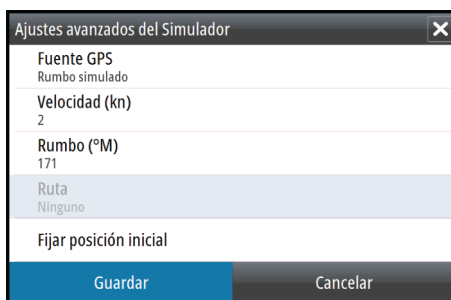 Ajustes avanzados del Simulador
Fuente GPS
Rumbo simulado
Velocidad (kn)
2
Rumbo (°M)
171
Ruta
Ninguno
Fijar posición inicial
Guardar Cancelar